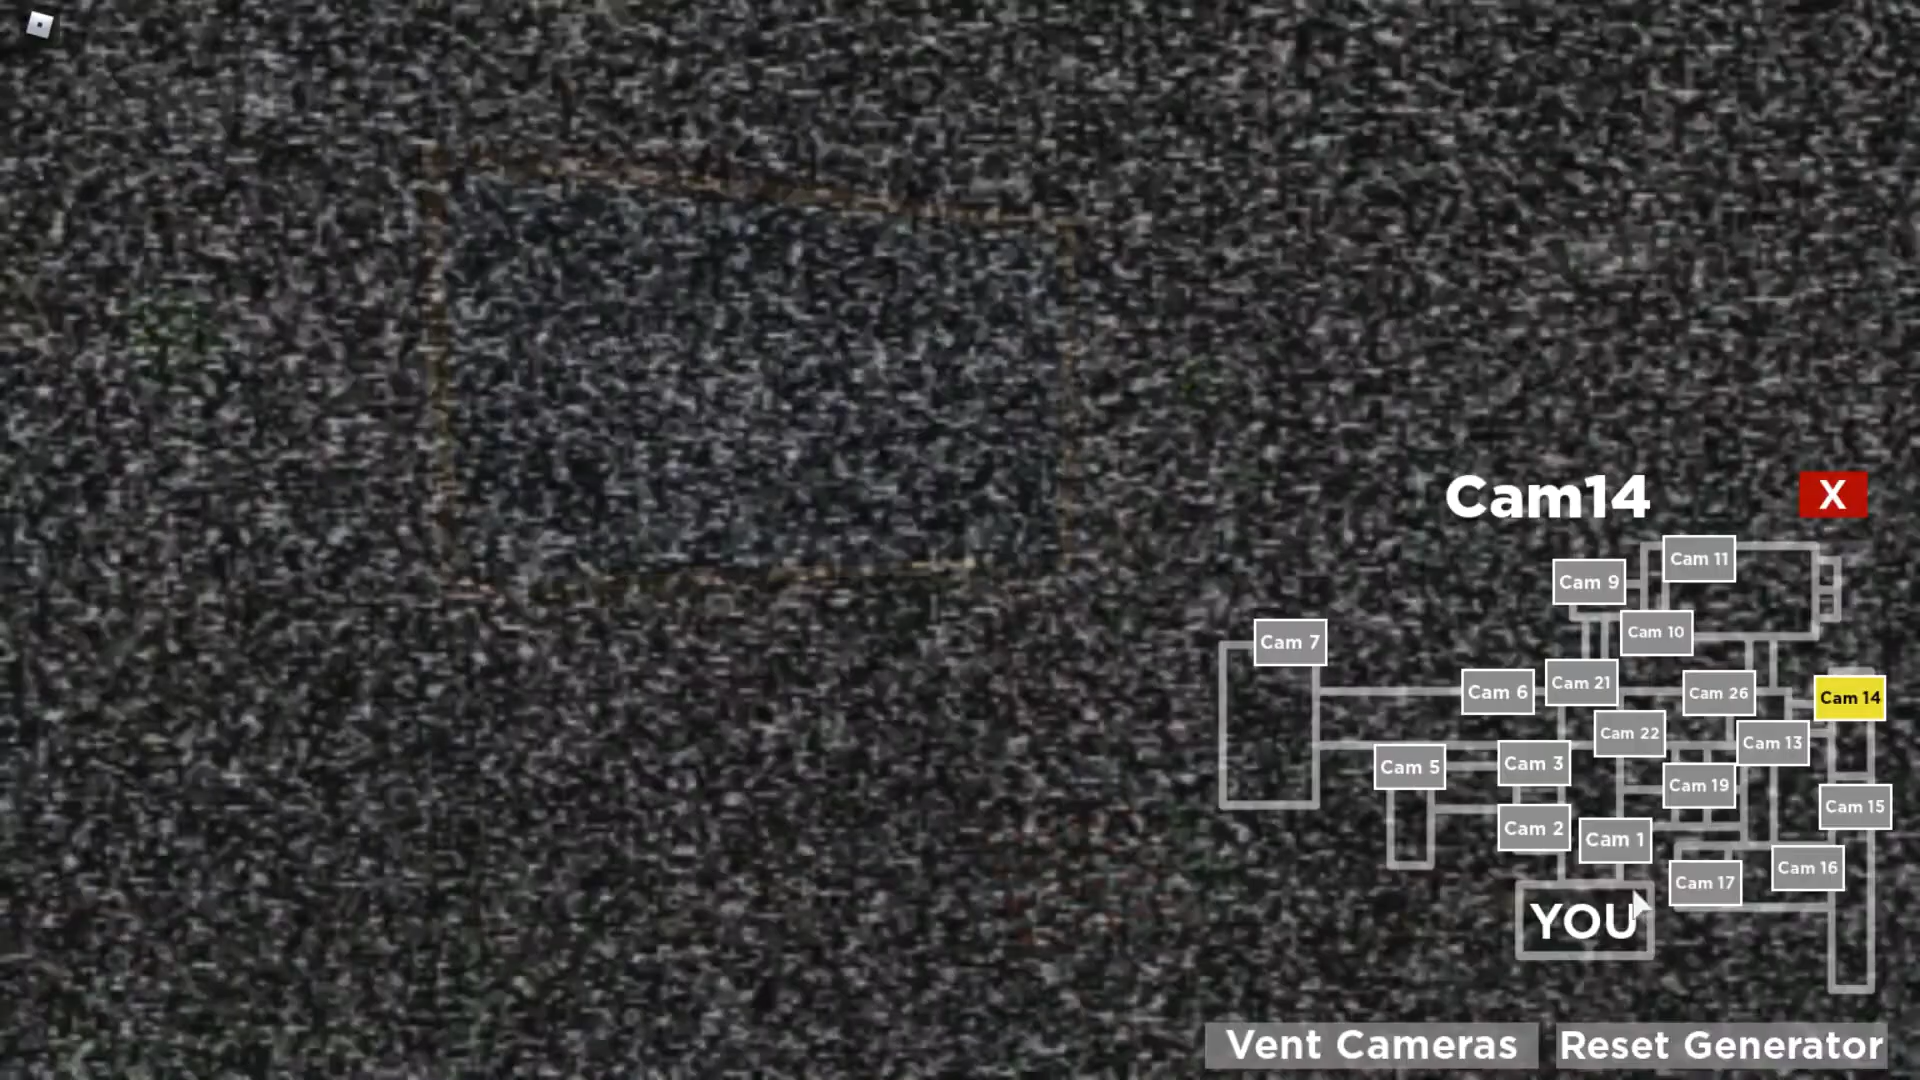 Cam14
X
Cam 11
Cam 9
Cam 10
Cam 7
Cam 21
Cam 6
Cam 26
Cam 14
Cam 22
Cam 13
Cam 5
Cam 3
Cam 19
Cam 15
Cam 2
Cam 1
Cam 16
Cam 17
YOU
Vent Cameras
Reset Generator